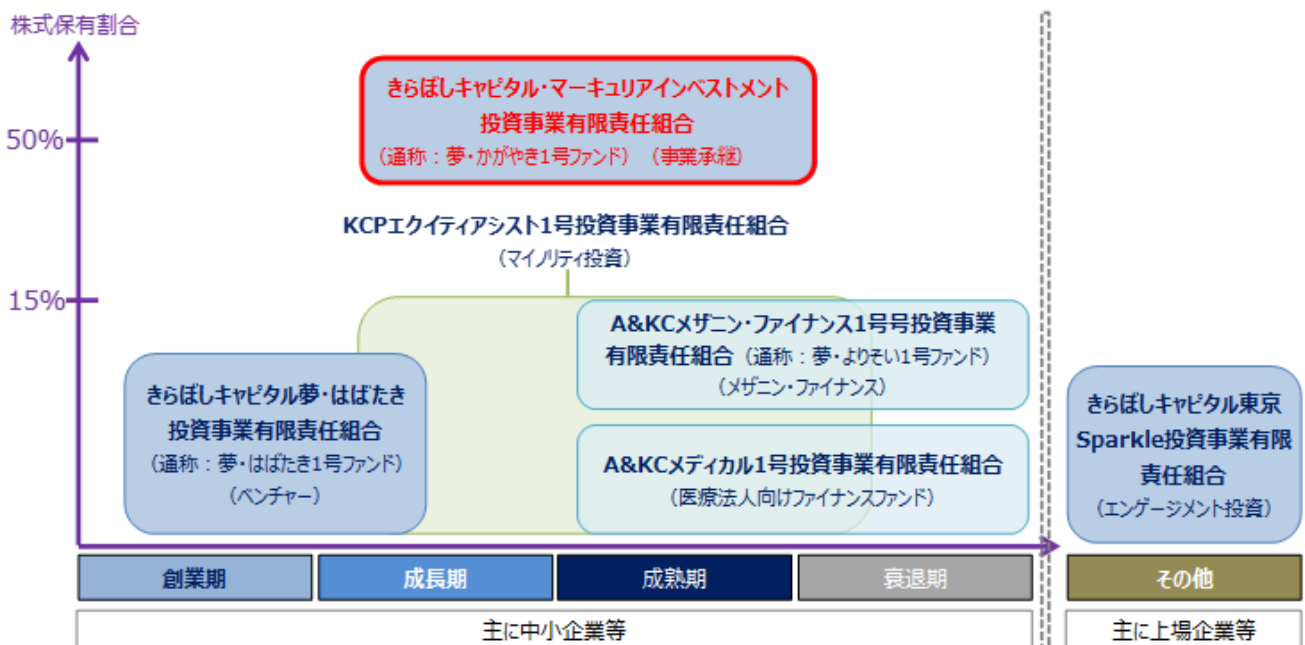 株式保有割合
きらぼしキャピタル・マーキュリアインベストメント
投資事業有限責任組合
（通称：夢・かがやき1号ファンド）（事業承継）
50%
KCPエクイティアシスト1号投資事業有限責任組合
（マイノリティ投資）
15%
A&KCメザニン・ファイナンス1号号投資事業
有限責任組合（通称：夢・よりそい1号ファンド）
（メザニン・ファイナンス）
きらぼしキャピタル夢・はばたき
投資事業有限責任組合
（通称：夢・はばたき1号ファンド）
（ベンチャー）
A&KCメディカル1号投資事業有限責任組合
（医療法人向けファイナンスファンド）
きらぼしキャピタル東京
Sparkle投資事業有限
責任組合
（エンゲージメント投資）
創業期
成長期
成熟期
衰退期
その他
主に中小企業等
主に上場企業等